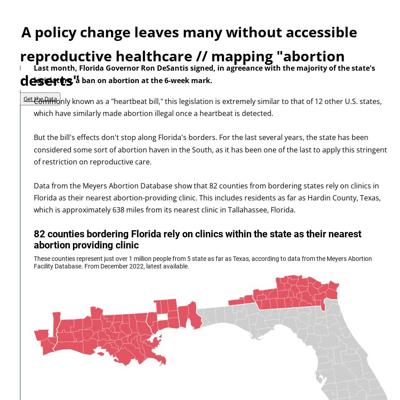 A policy change leaves many without accessible
reproductive healthcare // mapping "abortion
deserts"
Last month, Florida Governor Ron DeSantis signed, in agreeance with the majority of the state's
a ban on abortion at the 6-week mark.
Get the Data
Commonly known as a "heartbeat bill," this legislation is extremely similar to that of 12 other U.S. states,
which have similarly made abortion illegal once a heartbeat is detected.
But the bill's effects don't stop along Florida's borders. For the last several years, the state has been
considered some sort of abortion haven in the South, as it has been one of the last to apply this stringent
of restriction on reproductive care.
Data from the Meyers Abortion Database show that 82 counties from bordering states rely on clinics in
Florida as their nearest abortion-providing clinic. This includes residents as far as Hardin County, Texas,
which is approximately 638 miles from its nearest clinic in Tallahassee, Florida.
82 counties bordering Florida rely on clinics within the state as their nearest
abortion providing clinic
These counties represent just over 1 million people from 5 state as far as Texas, according to data from the Meyers Abortion
Facility Database. From December 2022, latest available.